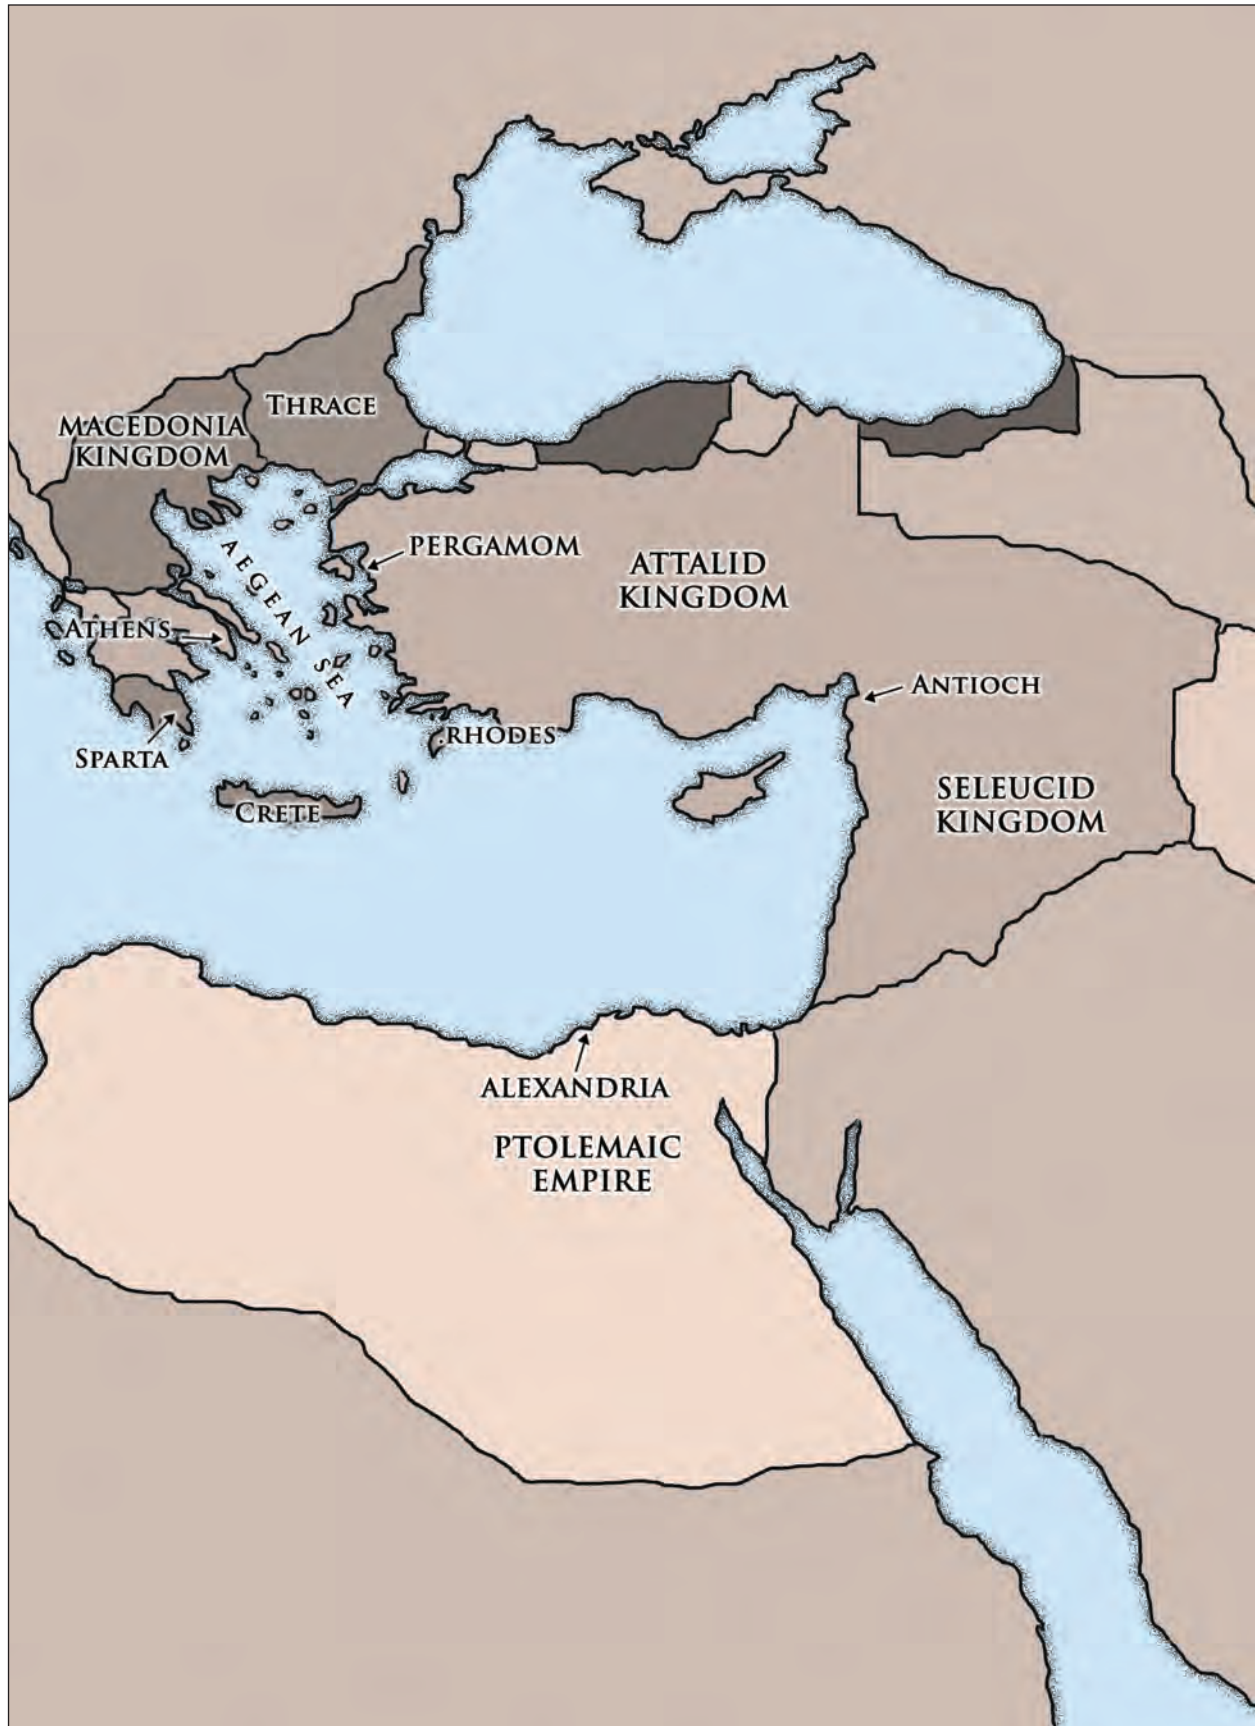 THRACE
MACEDONIA
KINGDOM
PERGAMOM
ATTALID
KINGDOM
AEGEAN SEA
ATHENS
ANTIOCH
RHODES
SPARTA
SELEUCID
KINGDOM
CRETE
ALEXANDRIA
PTOLEMAIC
EMPIRE